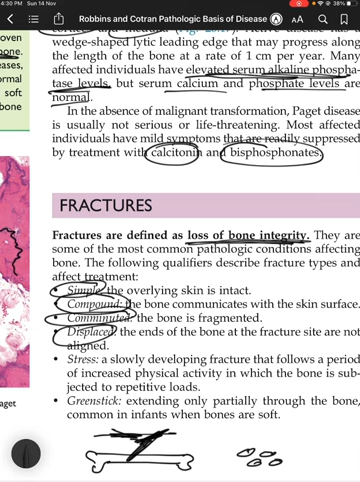 4:30 PM Sun 14 Nov
38%
Robbins and Cotran Pathologic Basis of Disease
AA
wedge-shaped lytic leading edge that may progress along
oven
the length of the bone at a rate of 1 cm per year. Many
one.
affected individuals have elevated serum alkaline phospha-
eases,
tase levels, but serum calcium and phosphate levels are
ormal
normal.
soft
bone
In the absence of malignant transformation, Paget disease
is usually not serious or life-threatening. Most affected
individuals have mild symptoms that are readily suppressed
by treatment with calcitonin and bisphosphonates.
FRACTURES
Fractures are defined as loss of bone integrity. They are
some of the most common pathologic conditions affecting
bone. The following qualifiers describe fracture types and
affect treatment:
• Simple: the overlying skin is intact.
• Compound: the bone communicates with the skin surface.
• Comminuted: the bone is fragmented.
• Displaced: the ends of the bone at the fracture site are not
aligned.
• Stress: a slowly developing fracture that follows a period
of increased physical activity in which the bone is sub-
jected to repetitive loads.
aget
• Greenstick: extending only partially through the bone,
common in infants when bones are soft.